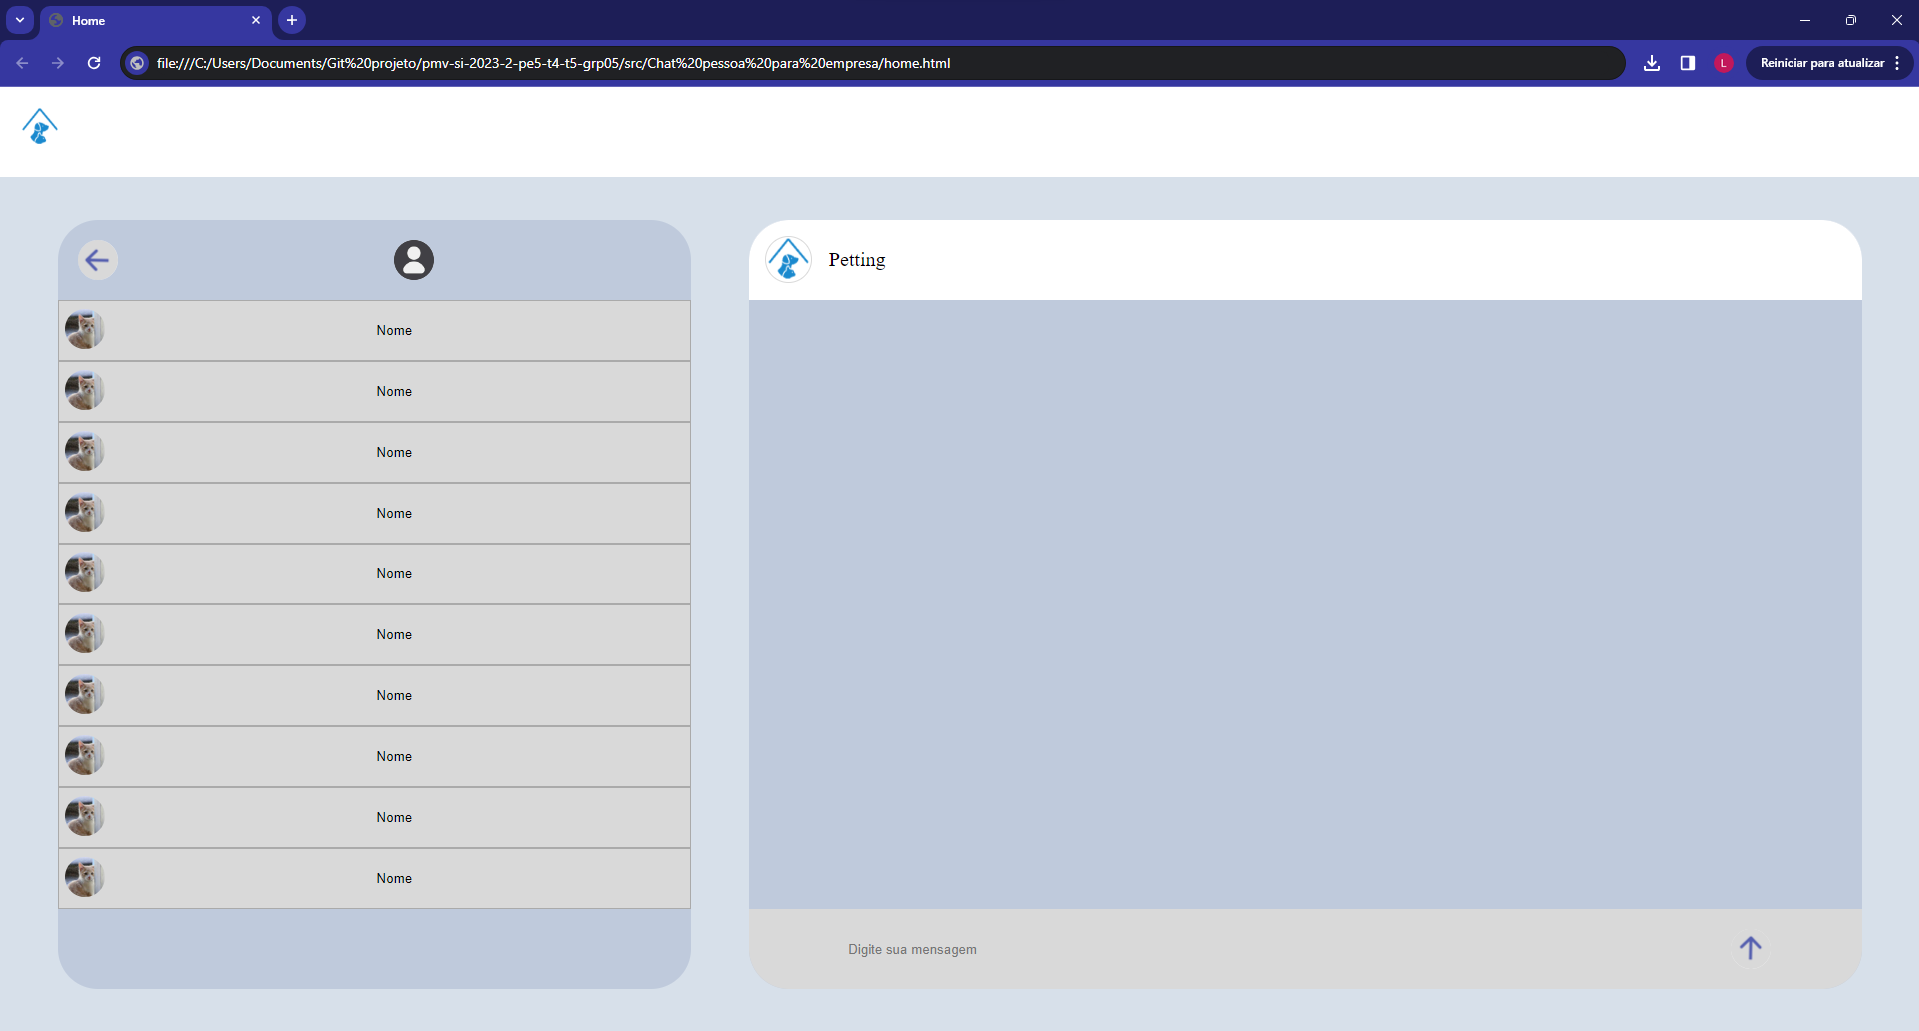 Home
file:///C:/Users/Documents/Git%20projeto/pmv-si-2023-2-pe5-t4-t5-grp05/src/Chat%20pessoa%20para%20empresa/home.html
L
Reiniciar para atualizar
Petting
Nome
Nome
Nome
Nome
Nome
Nome
Nome
Nome
Nome
Nome
Digite sua mensagem